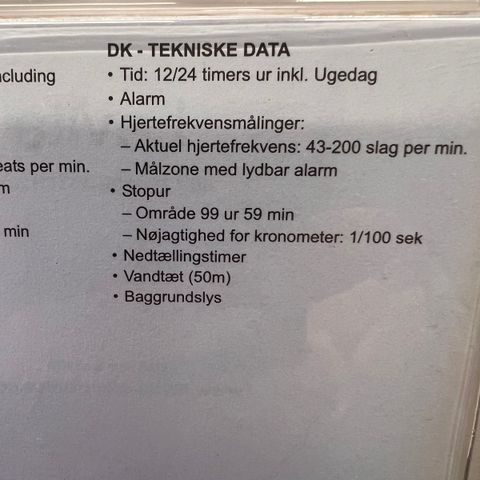 ncluding
eats per min.
m
min
DK - TEKNISKE DATA
• Tid: 12/24 timers ur inkl. Ugedag
• Alarm
• Hjertefrekvensmålinger:
– Aktuel hjertefrekvens: 43-200 slag per min.
– Målzone med lydbar alarm
• Stopur
– Område 99 ur 59 min
– Nøjagtighed for kronometer: 1/100 sek
• Nedtællingstimer
• Vandtæt (50m)
• Baggrundslys